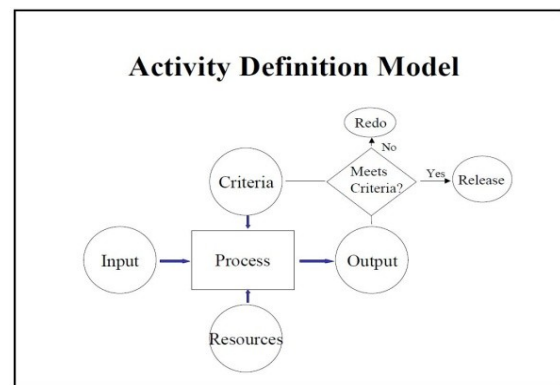 Activity Definition Model
Redo
No
Criteria
Meets
Criteria?
Yes
Release
Input
Process
Output
Resources